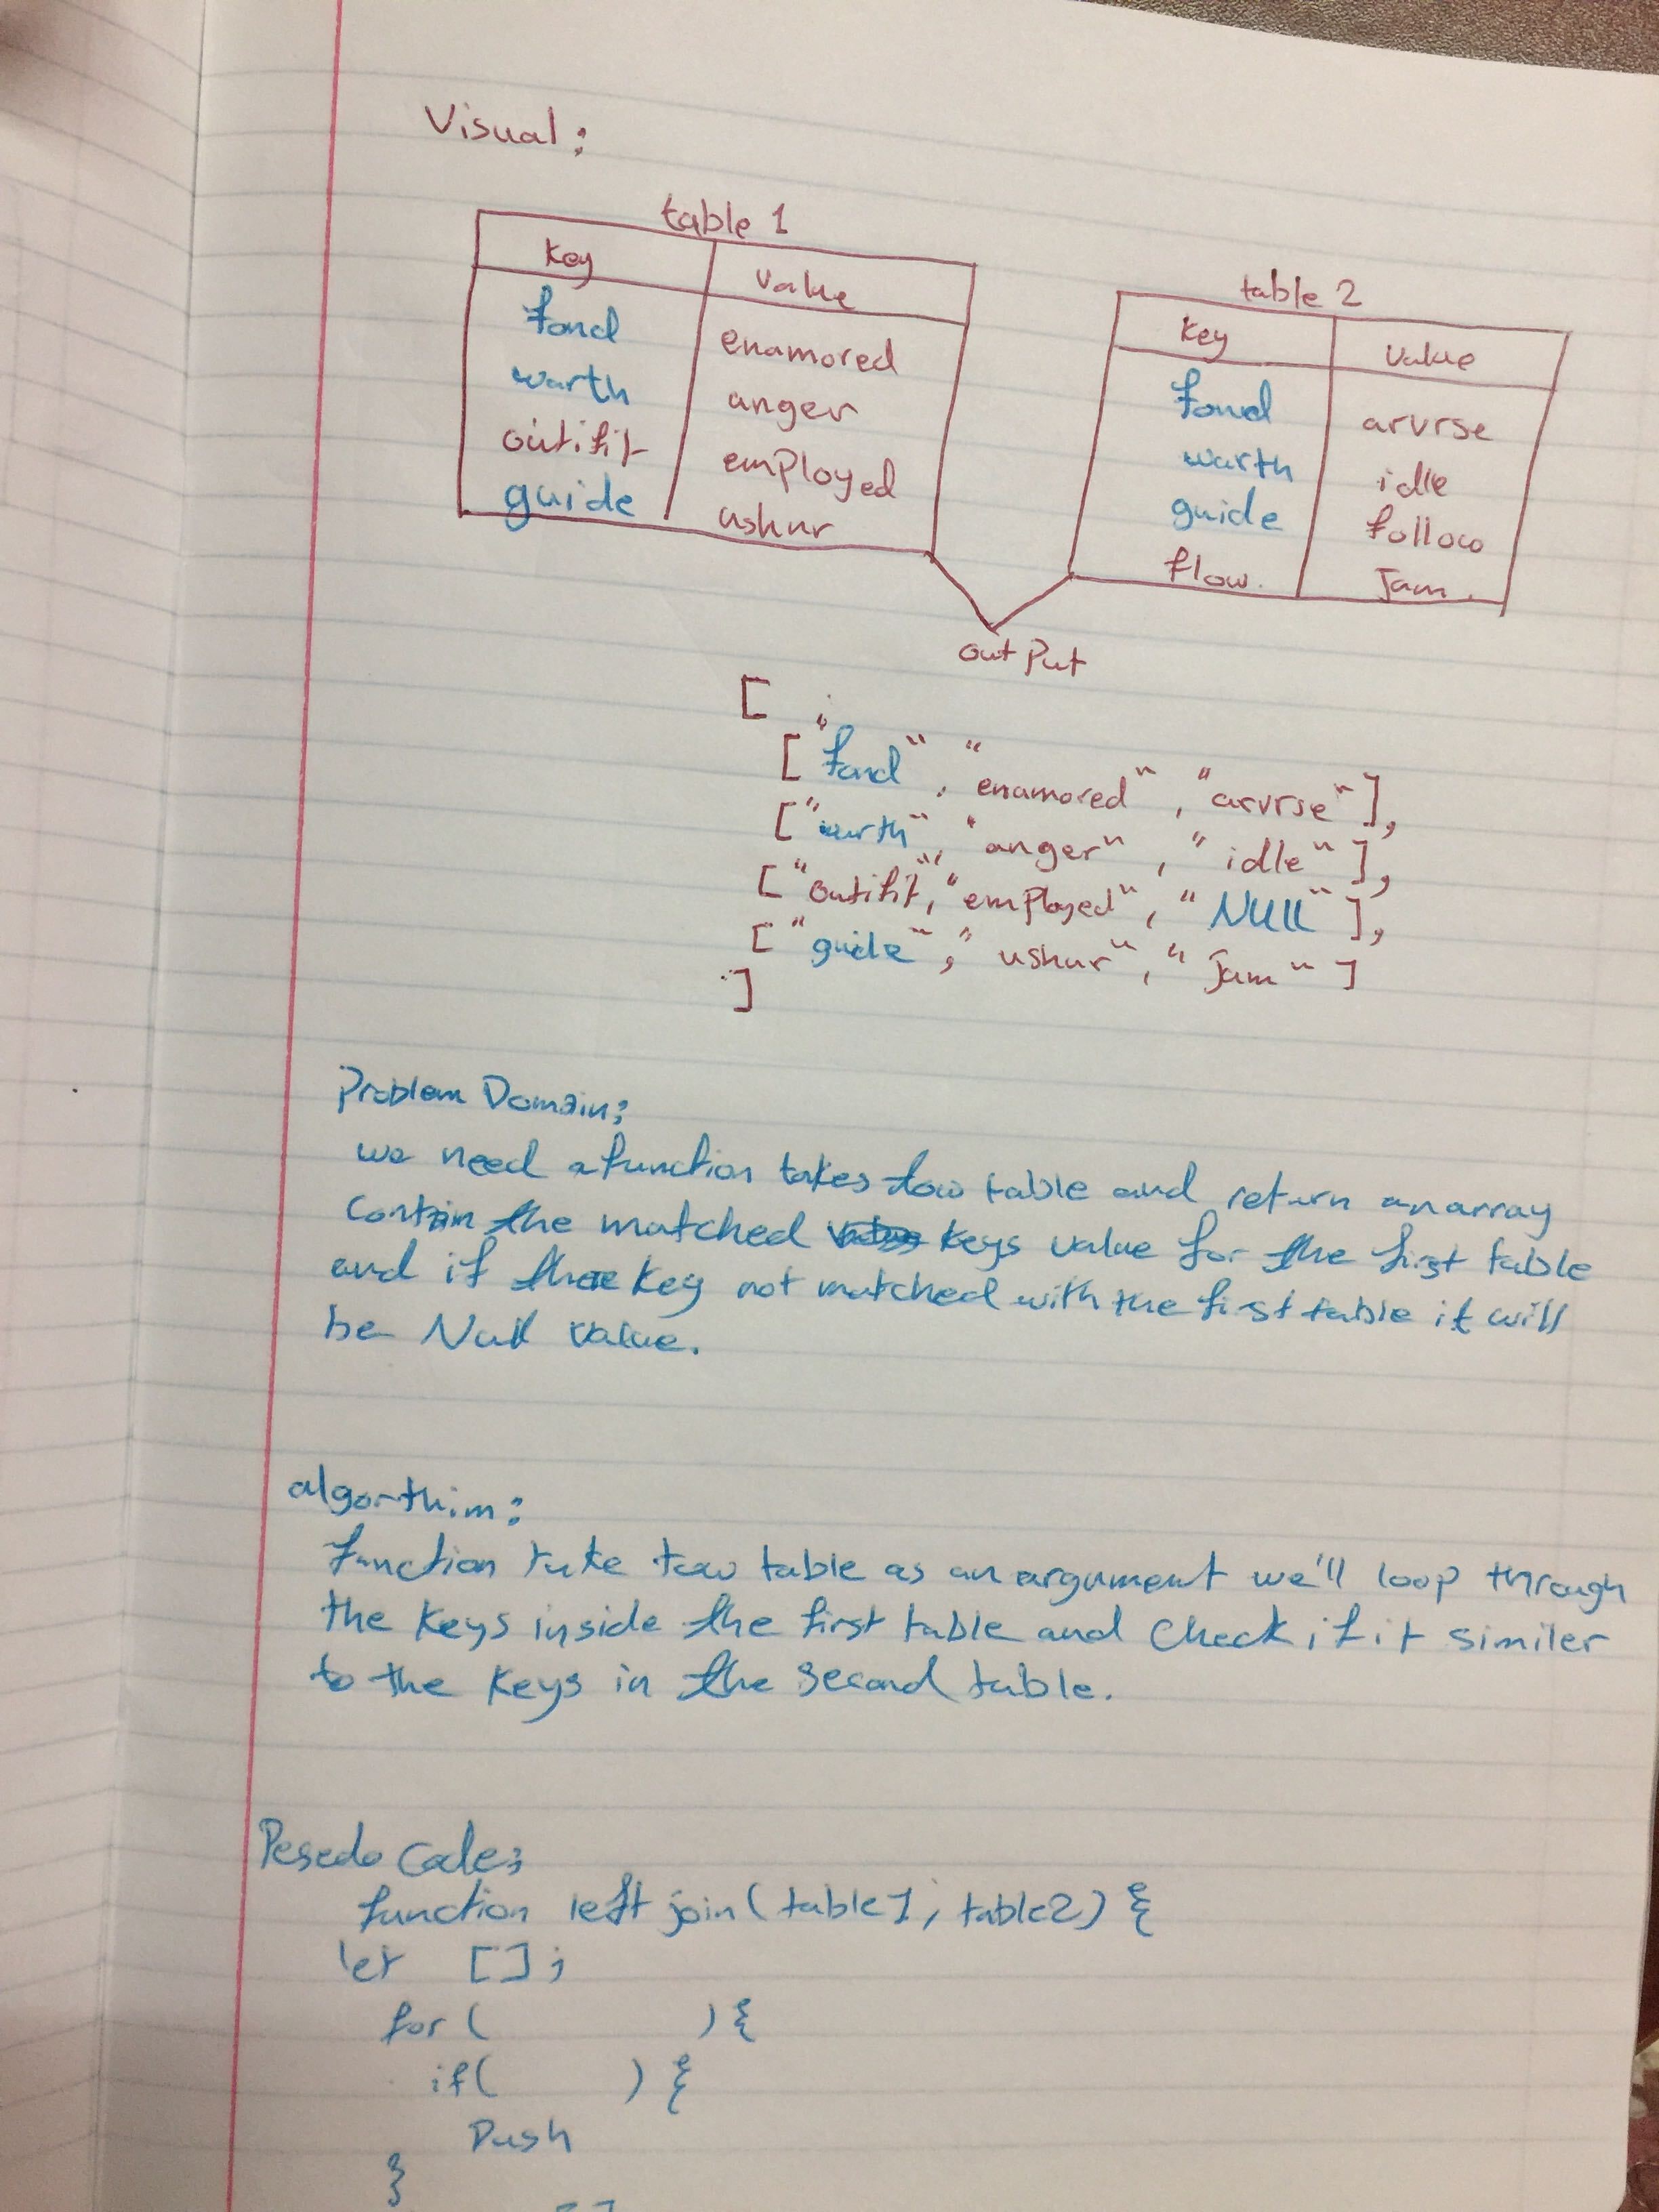 Visual:
table 1
Key Value
fond enamored
warth anger
outifit employed
guide ushur
table 2
Key Value
fond arvrse
warth idle
guide follow
flow. Jam.
out Put
[
["fond", "enamored", "arvrse"],
["warth", "anger", "idle"],
["outifit", "employed", "NUll"],
["guide", "ushur", "Jam"]
]
Problem Domain:
we need a function takes tow table and return an array
Contain the matched keys value for the first table
and if the key not matched with the first table it will
be Null value.
algorthim:
function take tow table as an argument we'll loop through
the keys inside the first table and Check if it similer
to the keys in the second table.
Pesedo Code:
function left join(table1, table2) {
let [];
for ( ) {
if( ) {
Push
}